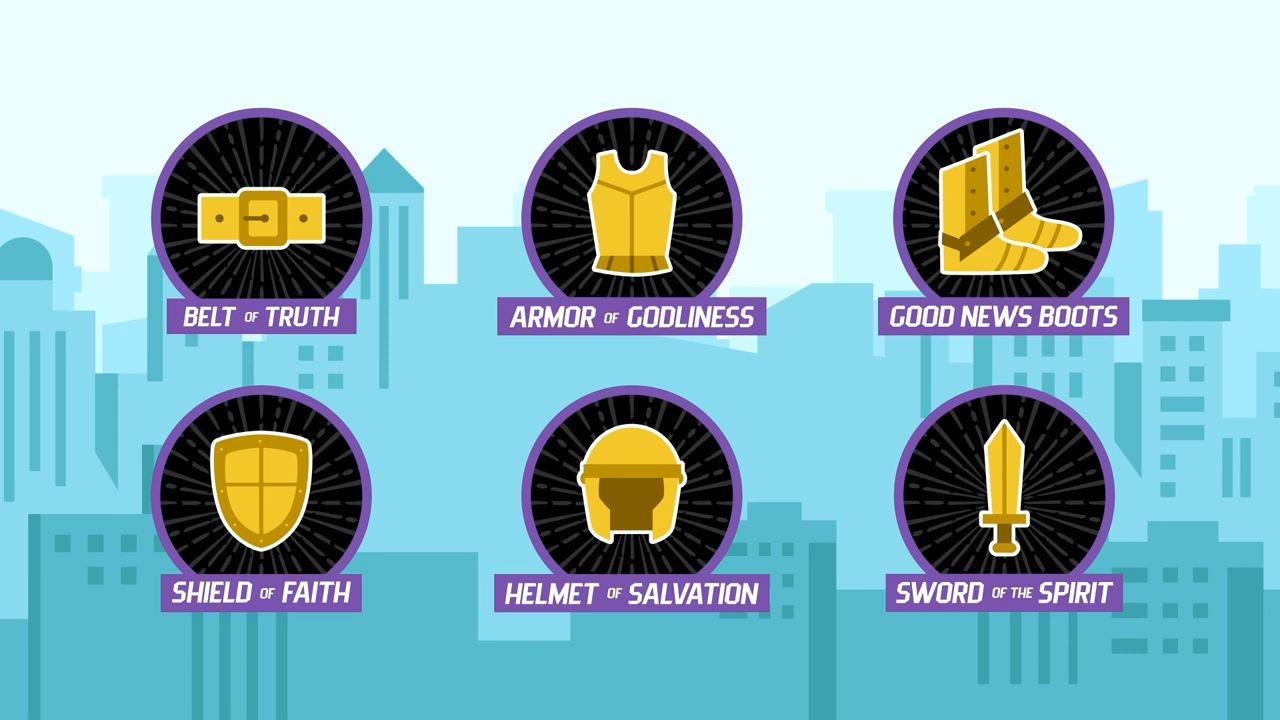 BELT OF TRUTH
ARMOR OF GODLINESS
GOOD NEWS BOOTS
SHIELD OF FAITH
HELMET OF SALVATION
SWORD OF THE SPIRIT